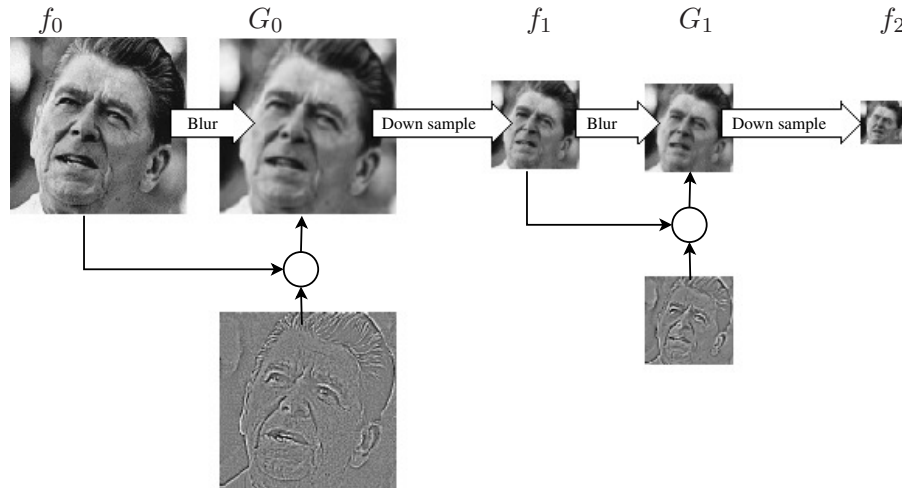 f₀ G₀ f₁ G₁ f₂
Blur Down sample Blur Down sample